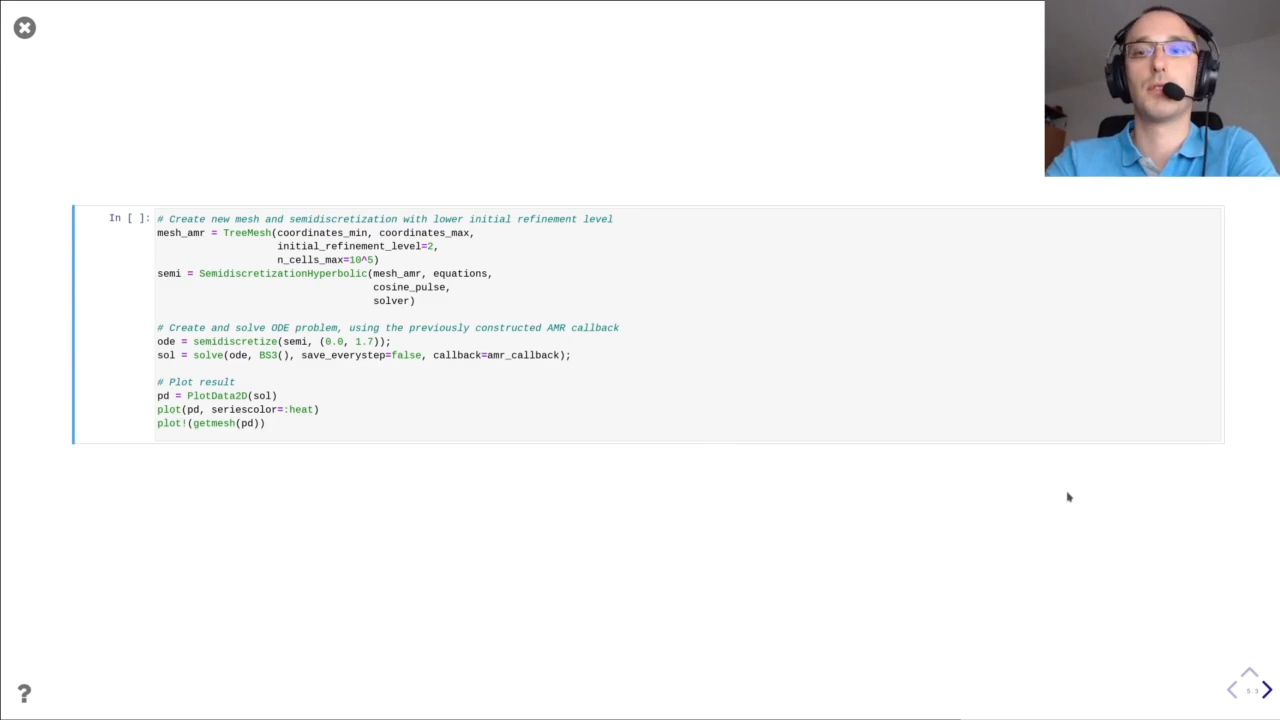 In [ ]:
# Create new mesh and semidiscretization with lower initial refinement level
mesh_amr = TreeMesh(coordinates_min, coordinates_max,
initial_refinement_level=2,
n_cells_max=10^5)
semi = SemidiscretizationHyperbolic(mesh_amr, equations,
cosine_pulse,
solver)
# Create and solve ODE problem, using the previously constructed AMR callback
ode = semidiscretize(semi, (0.0, 1.7));
sol = solve(ode, BS3(), save_everystep=false, callback=amr_callback);
# Plot result
pd = PlotData2D(sol)
plot(pd, seriescolor=:heat)
plot!(getmesh(pd))
?
5.3